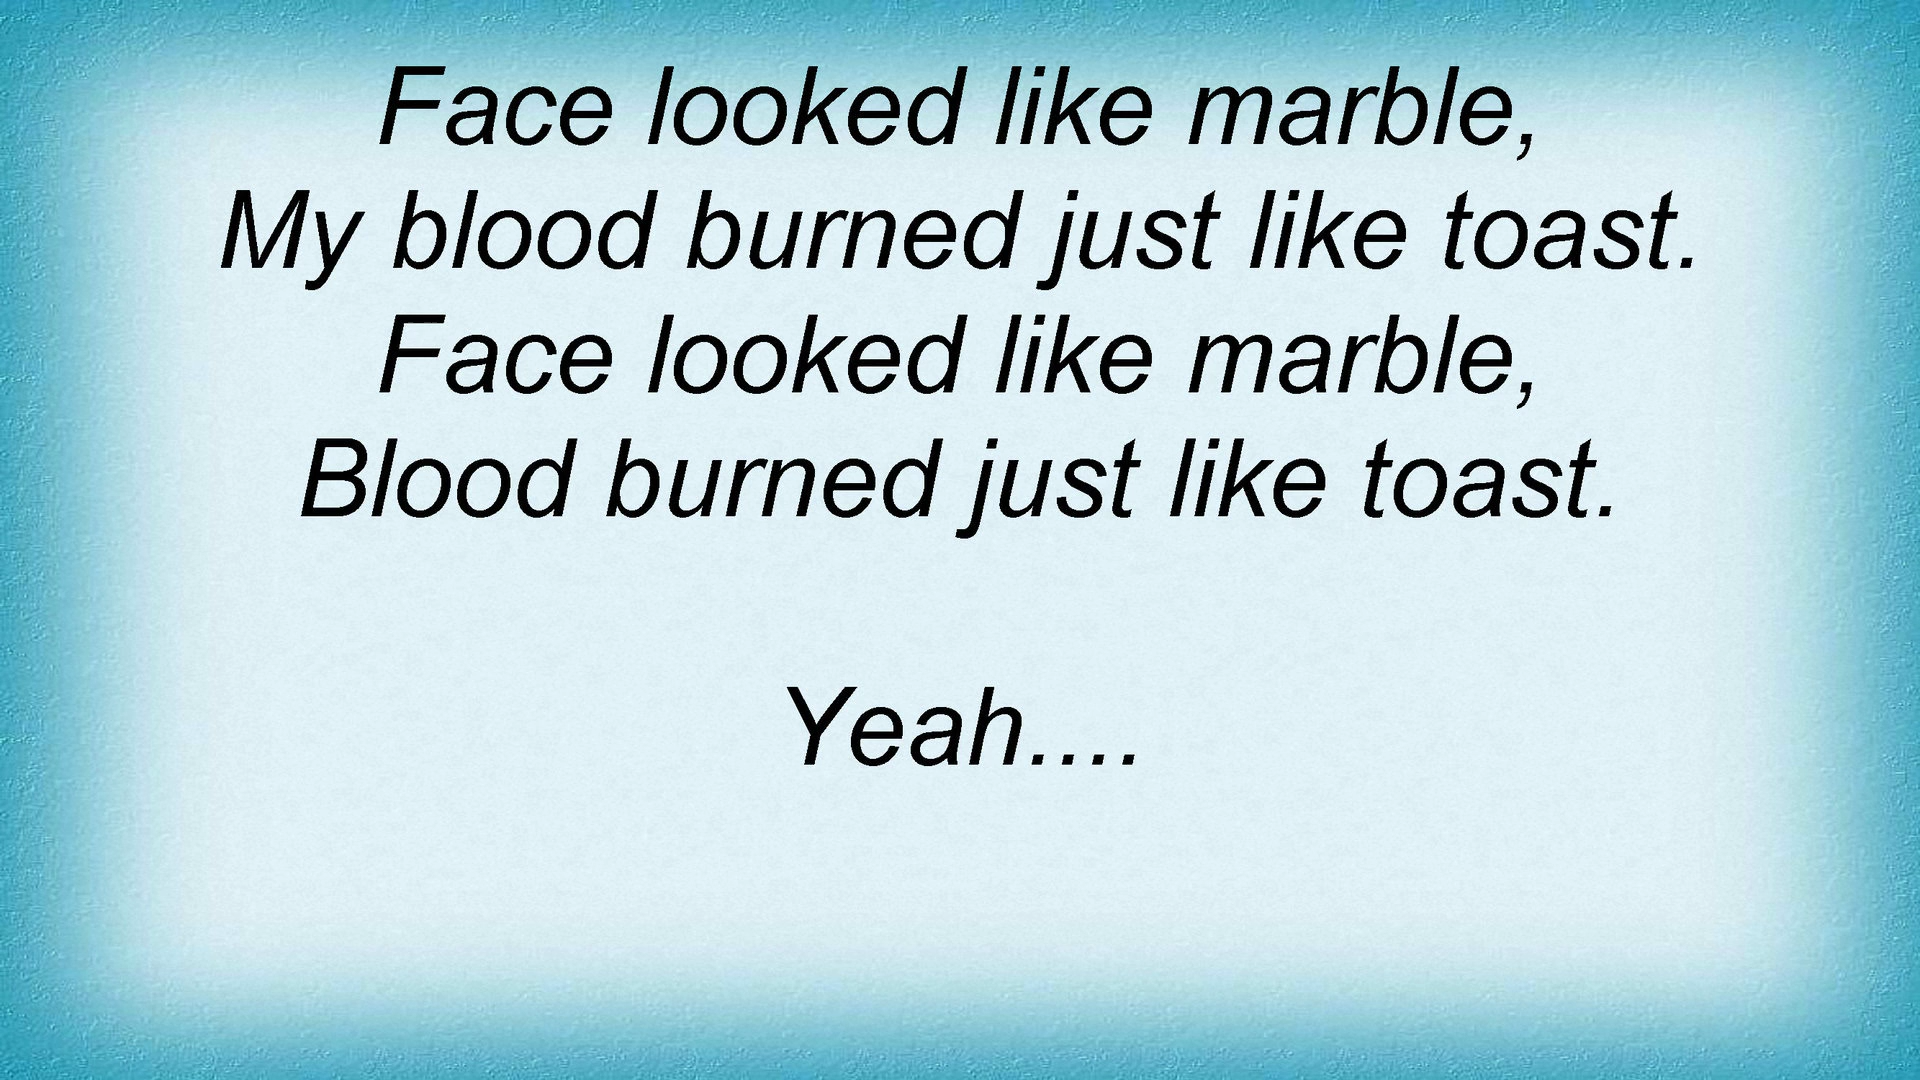 Face looked like marble,
My blood burned just like toast.
Face looked like marble,
Blood burned just like toast.
Yeah....